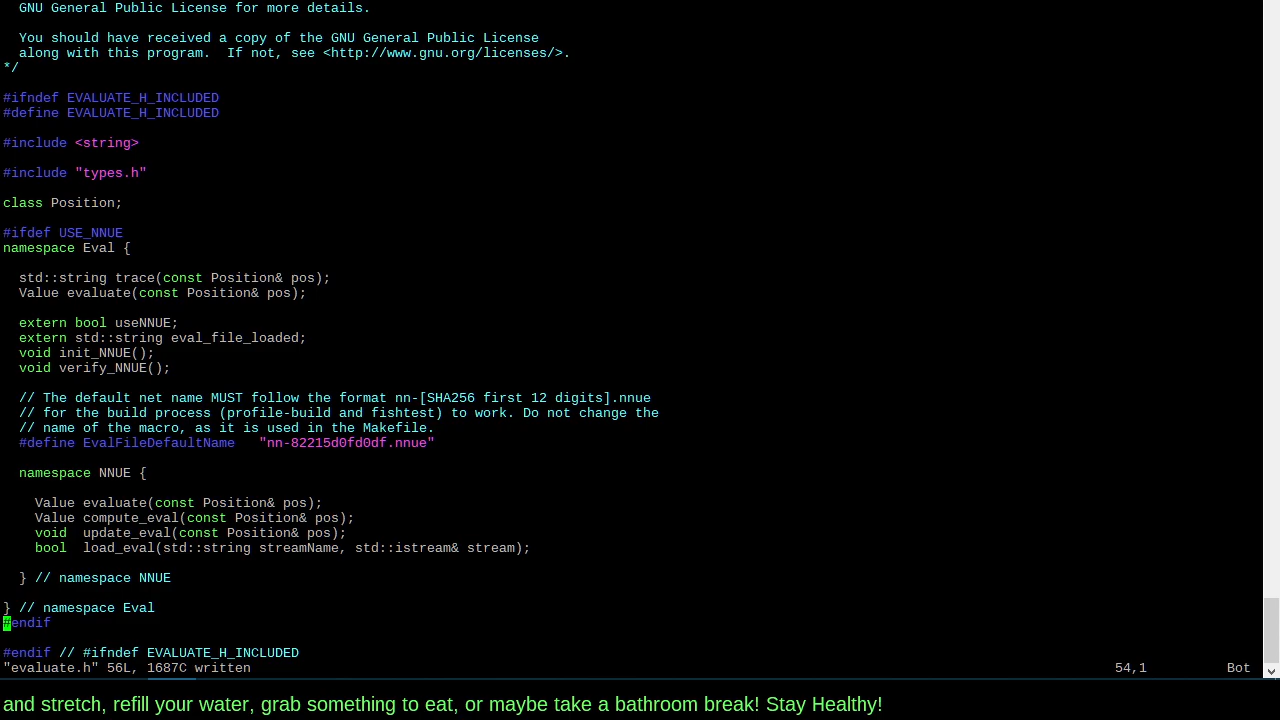 GNU General Public License for more details.
You should have received a copy of the GNU General Public License
along with this program.  If not, see <http://www.gnu.org/licenses/>.
*/
#ifndef EVALUATE_H_INCLUDED
#define EVALUATE_H_INCLUDED
#include <string>
#include "types.h"
class Position;
#ifdef USE_NNUE
namespace Eval {
std::string trace(const Position& pos);
Value evaluate(const Position& pos);
extern bool useNNUE;
extern std::string eval_file_loaded;
void init_NNUE();
void verify_NNUE();
// The default net name MUST follow the format nn-[SHA256 first 12 digits].nnue
// for the build process (profile-build and fishtest) to work. Do not change the
// name of the macro, as it is used in the Makefile.
#define EvalFileDefaultName   "nn-82215d0fd0df.nnue"
namespace NNUE {
Value evaluate(const Position& pos);
Value compute_eval(const Position& pos);
void  update_eval(const Position& pos);
bool  load_eval(std::string streamName, std::istream& stream);
} // namespace NNUE
} // namespace Eval
#endif
#endif // #ifndef EVALUATE_H_INCLUDED
"evaluate.h" 56L, 1687C written 54,1 Bot
and stretch, refill your water, grab something to eat, or maybe take a bathroom break! Stay Healthy!